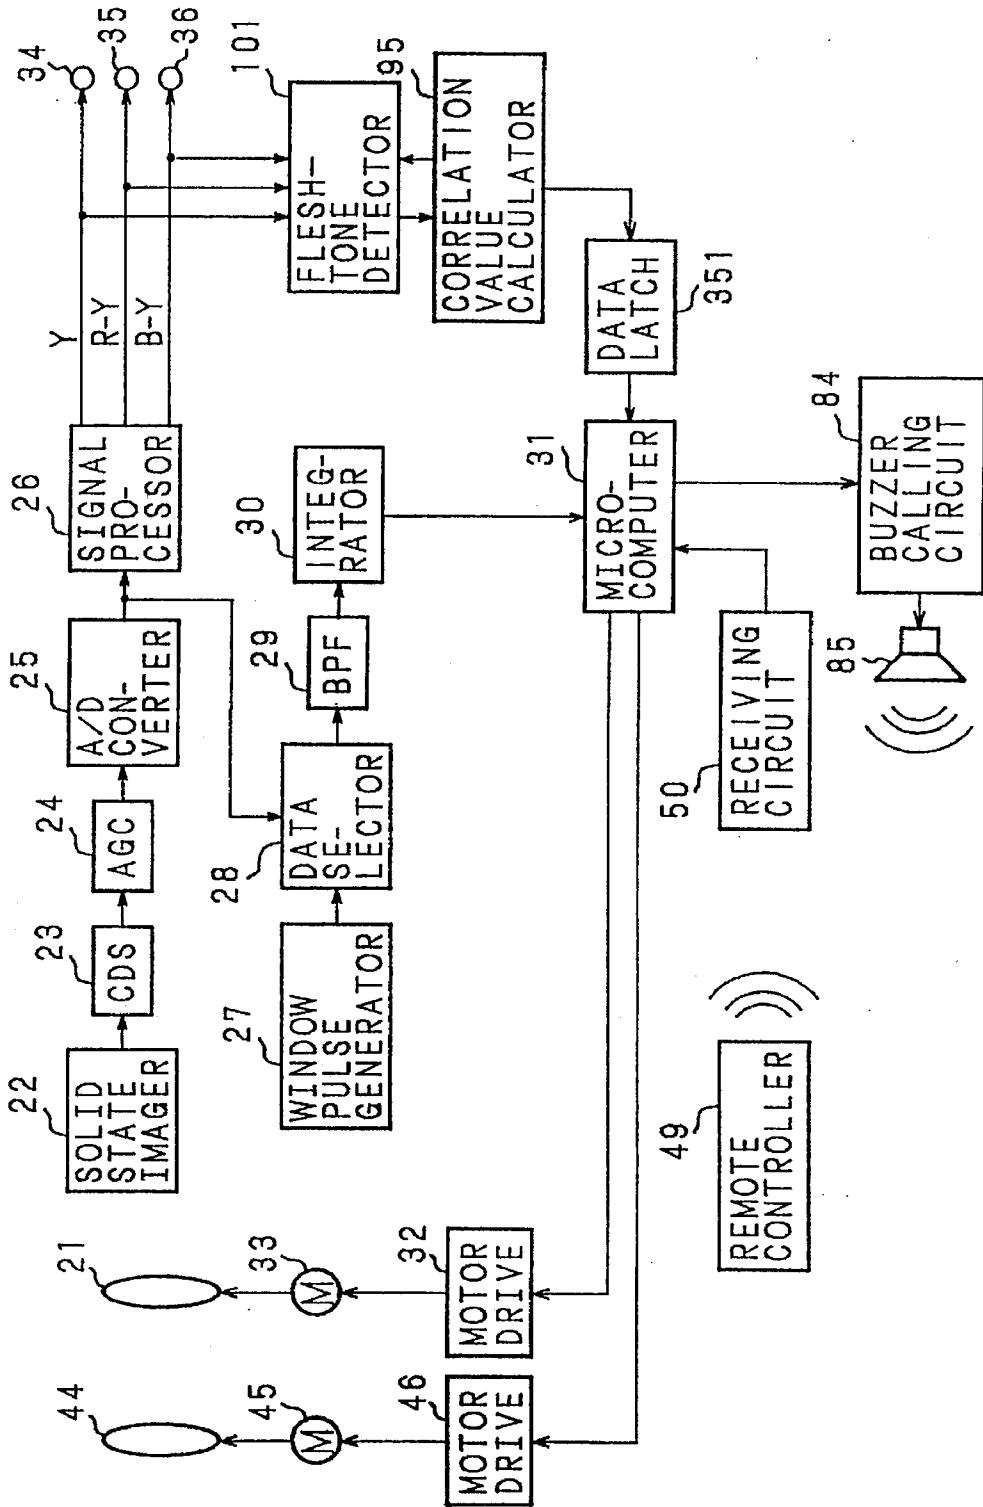 44
21
22
SOLID
STATE
IMAGER
23
CDS
24
AGC
25
A/D
CON-
VERTER
26
SIGNAL
PRO-
CESSOR
Y
R-Y
B-Y
34
35
36
45
M
33
M
27
WINDOW
PULSE
GENERATOR
28
DATA
SE-
LECTOR
29
BPF
30
INTEG-
RATOR
101
FLESH-
TONE
DETECTOR
46
MOTOR
DRIVE
32
MOTOR
DRIVE
95
CORRELATION
VALUE
CALCULATOR
31
MICRO-
COMPUTER
DATA
LATCH
351
49
REMOTE
CONTROLLER
50
RECEIVING
CIRCUIT
85
84
BUZZER
CALLING
CIRCUIT